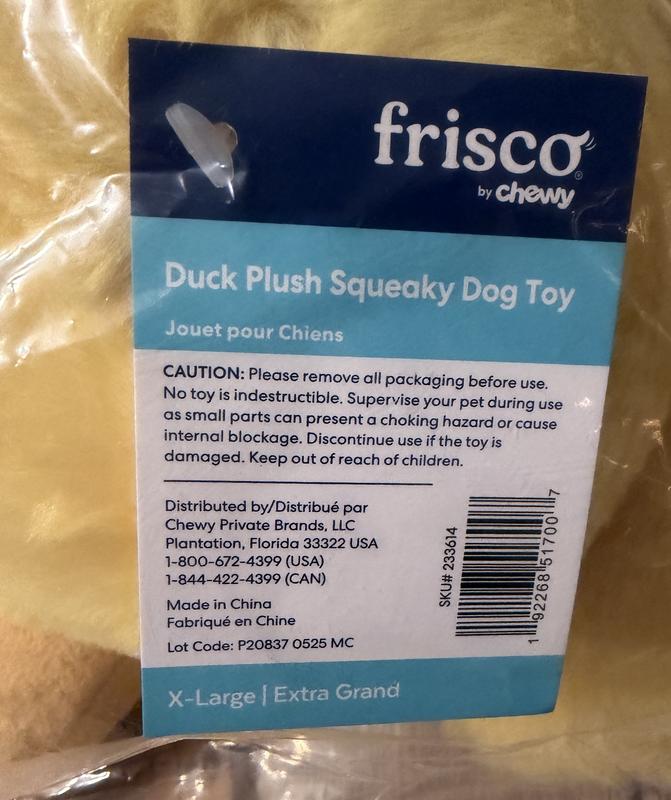 frisco®
by chewy
Duck Plush Squeaky Dog Toy
Jouet pour Chiens
CAUTION: Please remove all packaging before use.
No toy is indestructible. Supervise your pet during use
as small parts can present a choking hazard or cause
internal blockage. Discontinue use if the toy is
damaged. Keep out of reach of children.
Distributed by/Distribué par
Chewy Private Brands, LLC
Plantation, Florida 33322 USA
1-800-672-4399 (USA)
1-844-422-4399 (CAN)
Made in China
Fabriqué en Chine
Lot Code: P20837 0525 MC
SKU# 233614
1 92268 51700 7
X-Large | Extra Grand